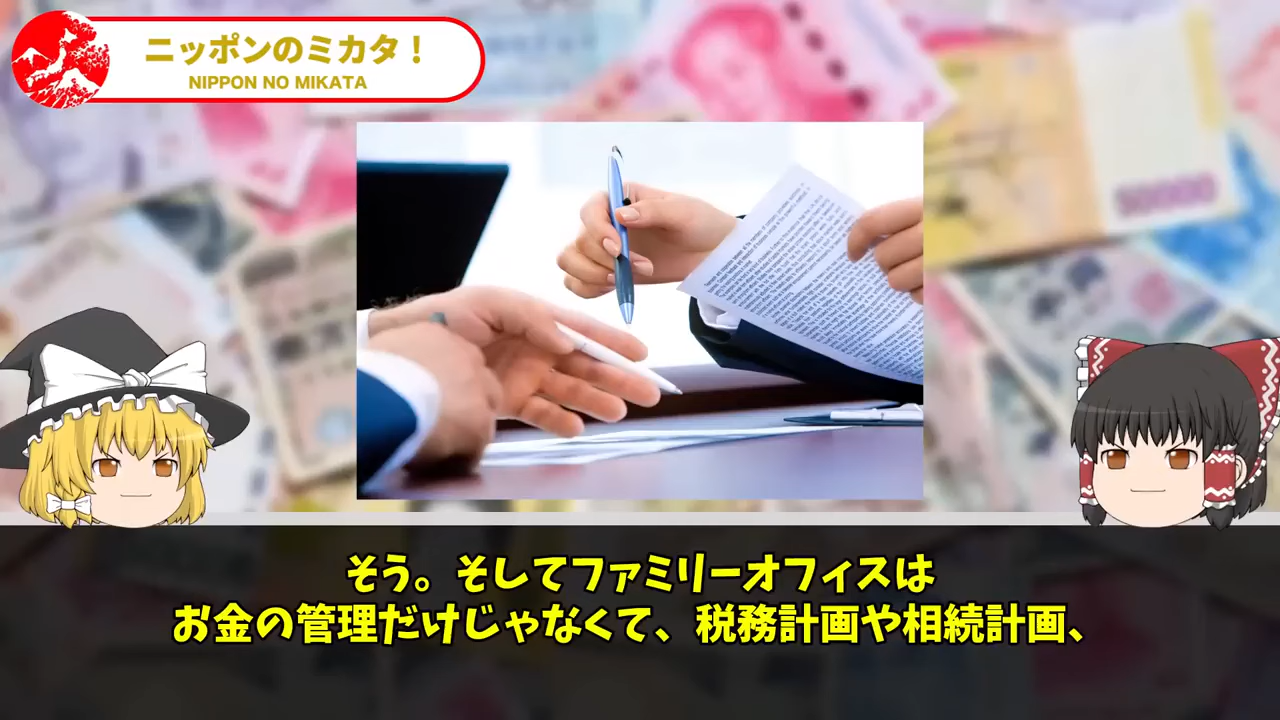 ニッポンのミカタ！
NIPPON NO MIKATA
500000
そう。そしてファミリーオフィスは
お金の管理だけじゃなくて、税務計画や相続計画、